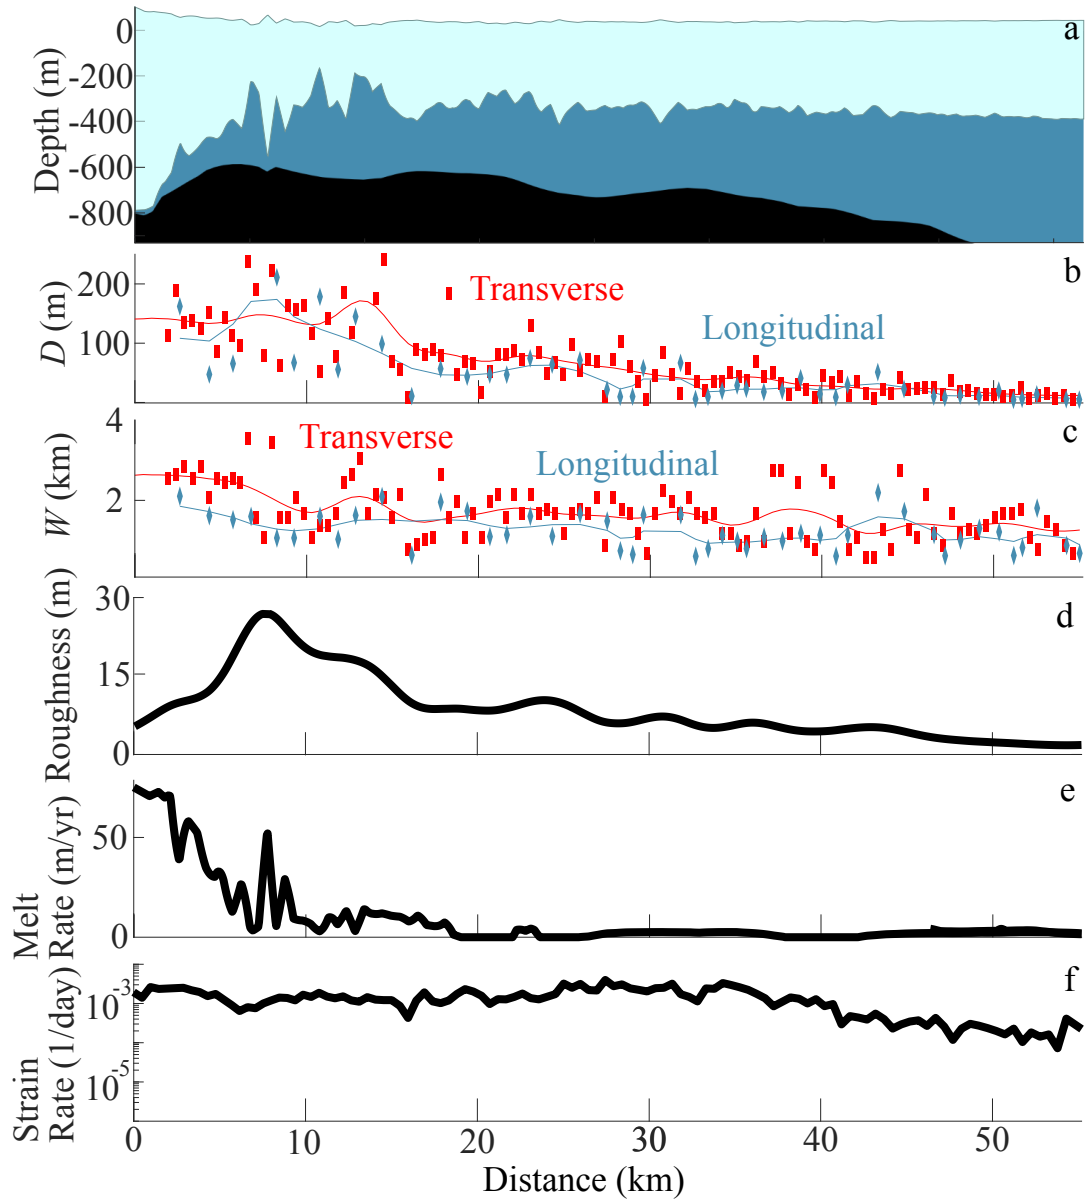 a
Depth (m)
0
-200
-400
-600
-800
b
D (m)
200
100
Transverse
Longitudinal
c
W (km)
4
2
Transverse
Longitudinal
d
Roughness (m)
30
15
0
e
Melt
Rate (m/yr)
50
0
f
Strain
Rate (1/day)
10-3
10-5
0 10 20 30 40 50
Distance (km)